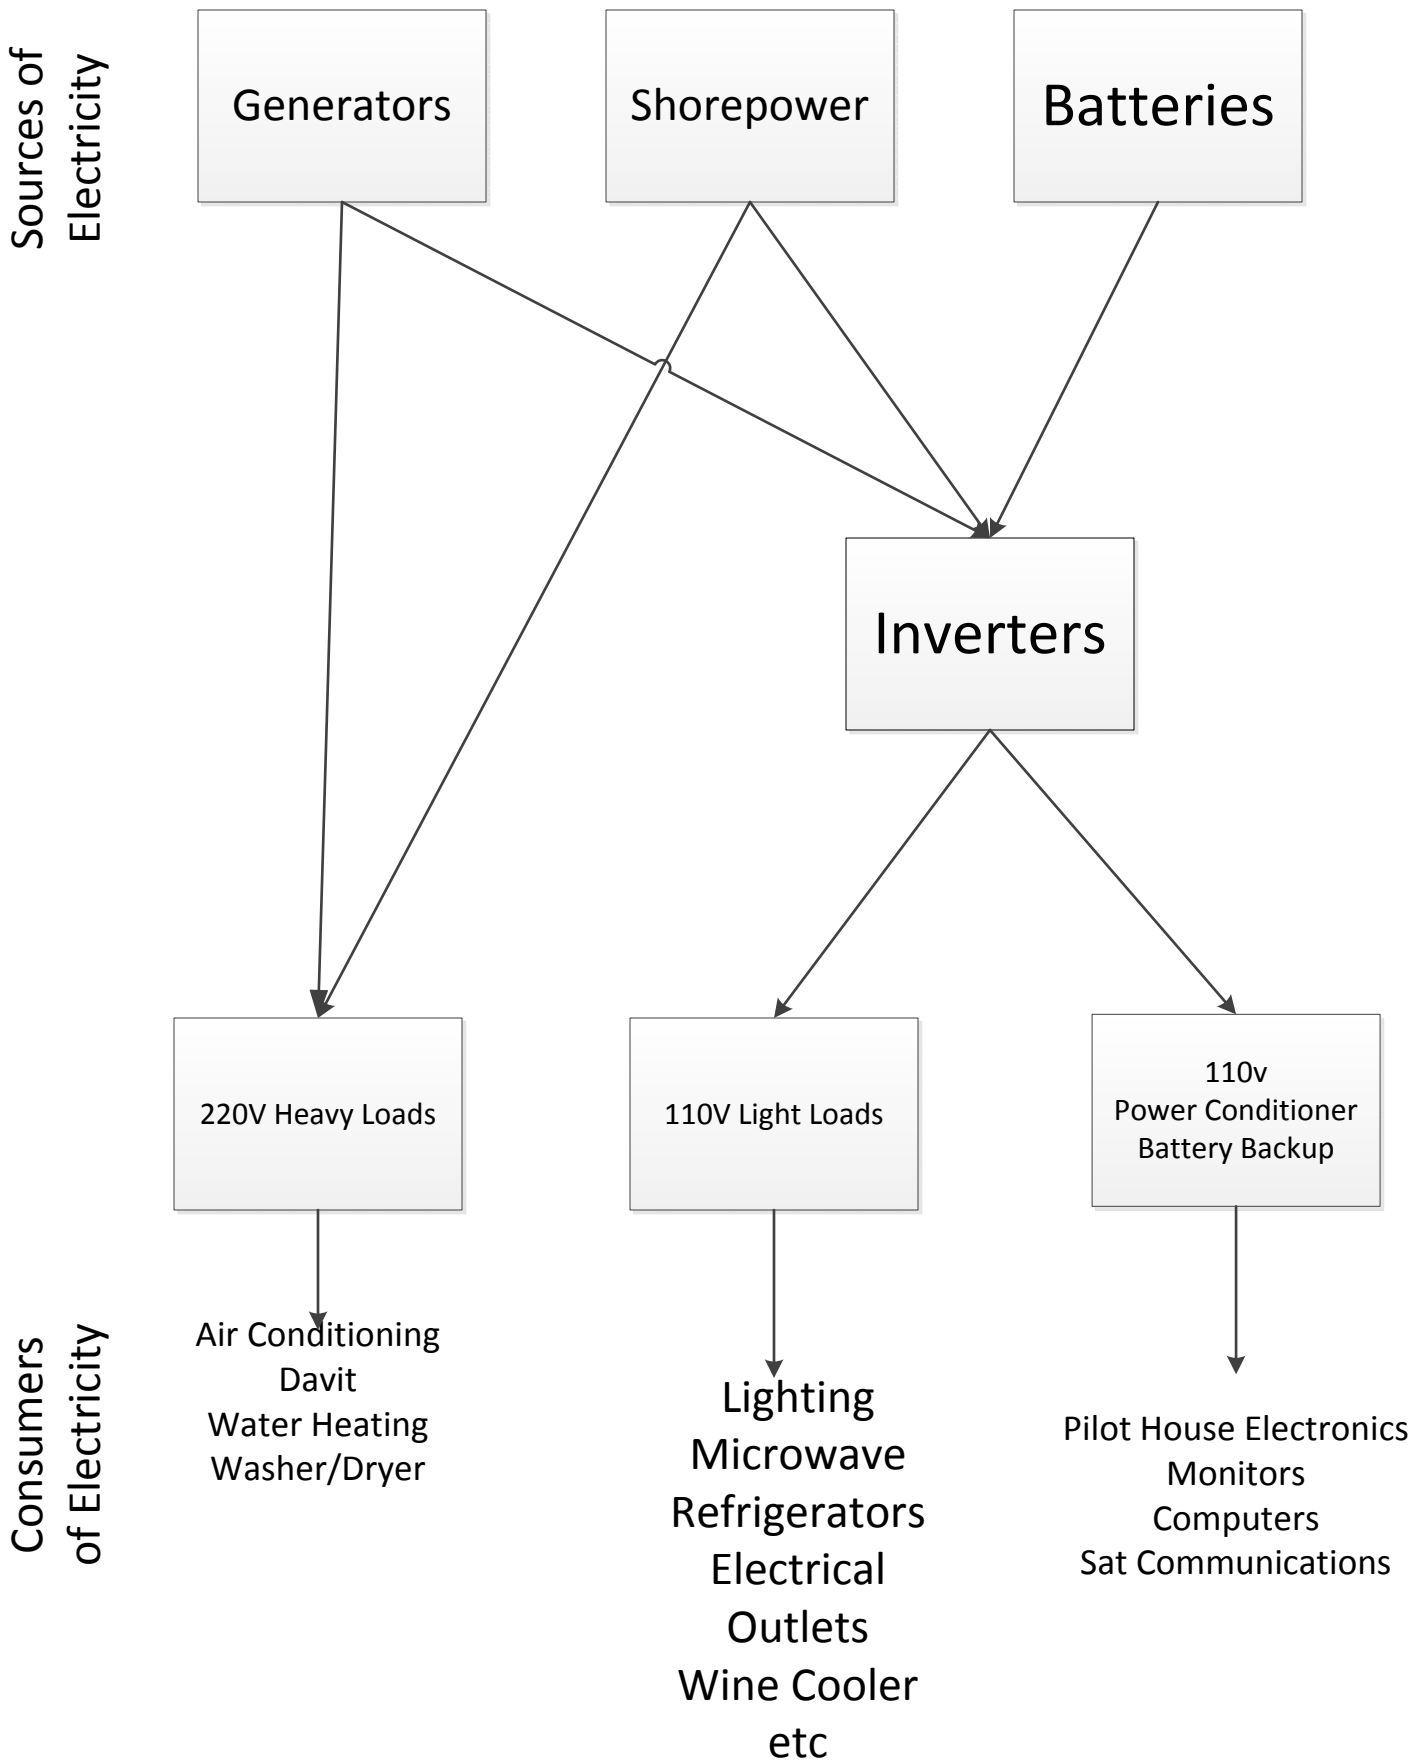 Sources of
Electricity
Generators
Shorepower
Batteries
Inverters
220V Heavy Loads
110V Light Loads
110v
Power Conditioner
Battery Backup
Consumers
of Electricity
Air Conditioning
Davit
Water Heating
Washer/Dryer
Lighting
Microwave
Refrigerators
Electrical
Outlets
Wine Cooler
etc
Pilot House Electronics
Monitors
Computers
Sat Communications